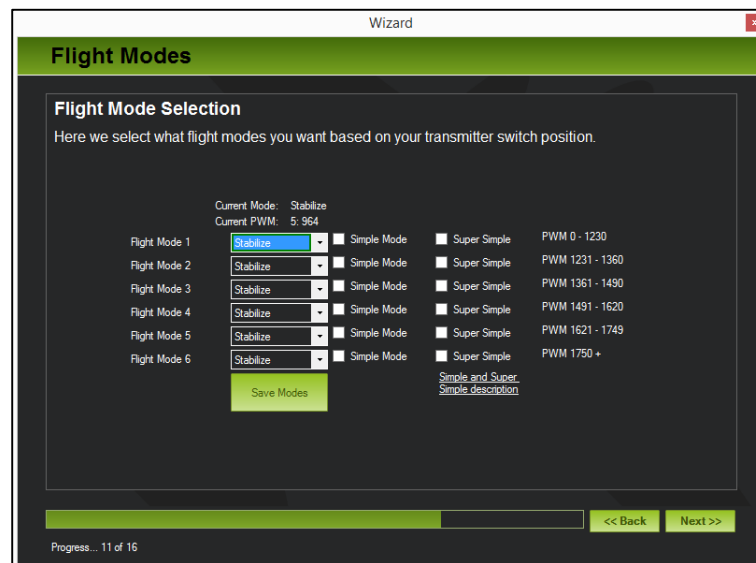 Wizard
x
Flight Modes
Flight Mode Selection
Here we select what flight modes you want based on your transmitter switch position.
Current Mode: Stabilize
Current PWM: 5: 964
Flight Mode 1 Stabilize Simple Mode Super Simple PWM 0 - 1230
Flight Mode 2 Stabilize Simple Mode Super Simple PWM 1231 - 1360
Flight Mode 3 Stabilize Simple Mode Super Simple PWM 1361 - 1490
Flight Mode 4 Stabilize Simple Mode Super Simple PWM 1491 - 1620
Flight Mode 5 Stabilize Simple Mode Super Simple PWM 1621 - 1749
Flight Mode 6 Stabilize Simple Mode Super Simple PWM 1750 +
Save Modes
Simple and Super
Simple description
<< Back
Next >>
Progress... 11 of 16